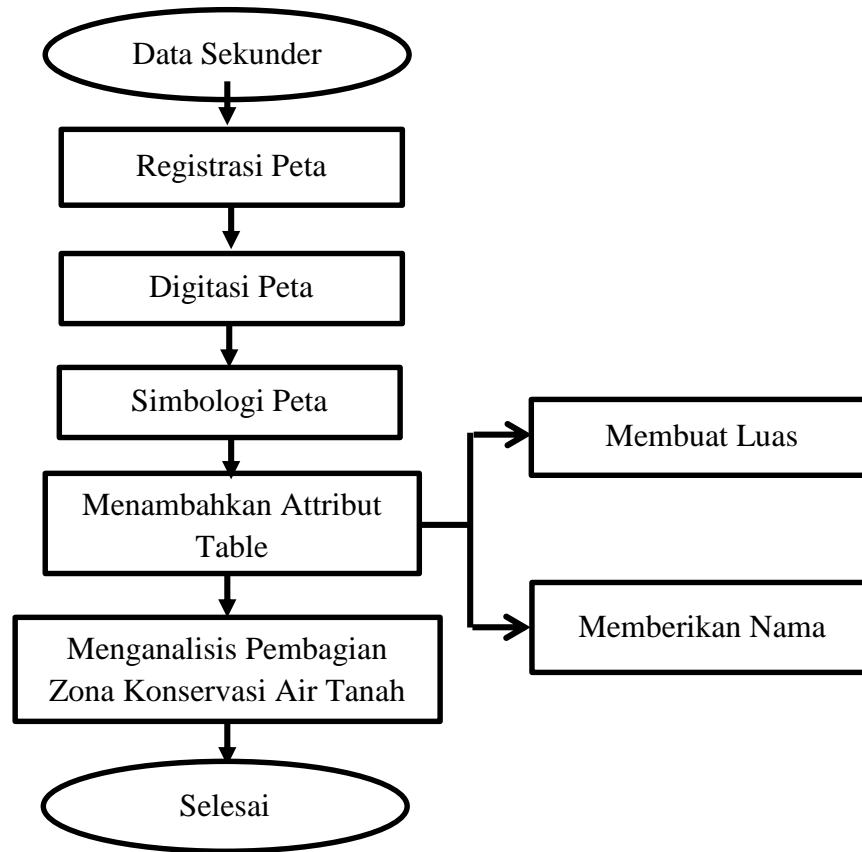 Data Sekunder
Registrasi Peta
Digitasi Peta
Simbologi Peta
Menambahkan Attribut
Table
Membuat Luas
Memberikan Nama
Menganalisis Pembagian
Zona Konservasi Air Tanah
Selesai